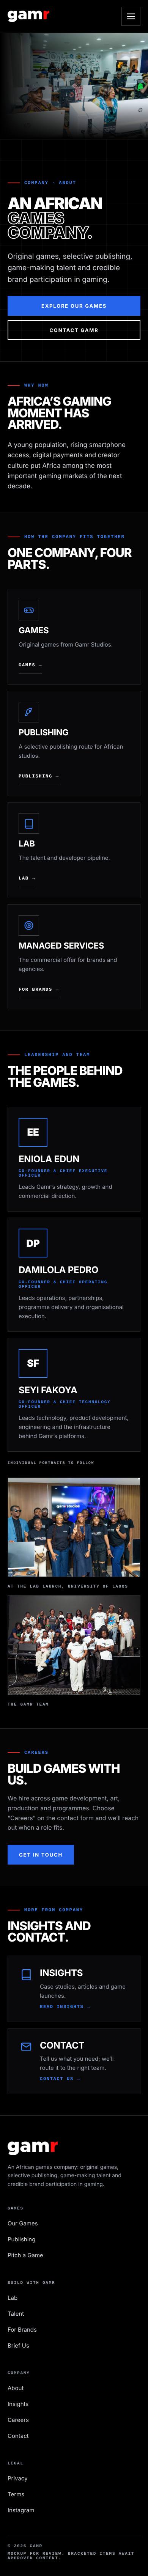 gamr
COMPANY · ABOUT
AN AFRICAN
GAMES
COMPANY.
Original games, selective publishing,
game-making talent and credible
brand participation in gaming.
EXPLORE OUR GAMES
CONTACT GAMR
WHY NOW
AFRICA'S GAMING
MOMENT HAS
ARRIVED.
A young population, rising smartphone
access, digital payments and creator
culture put Africa among the most
important gaming markets of the next
decade.
HOW THE COMPANY FITS TOGETHER
ONE COMPANY, FOUR
PARTS.
GAMES
Original games from Gamr Studios.
GAMES →
PUBLISHING
A selective publishing route for African
studios.
PUBLISHING →
LAB
The talent and developer pipeline.
LAB →
MANAGED SERVICES
The commercial offer for brands and
agencies.
FOR BRANDS →
LEADERSHIP AND TEAM
THE PEOPLE BEHIND
THE GAMES.
EE
ENIOLA EDUN
CO-FOUNDER & CHIEF EXECUTIVE
OFFICER
Leads Gamr's strategy, growth and
commercial direction.
DP
DAMILOLA PEDRO
CO-FOUNDER & CHIEF OPERATING
OFFICER
Leads operations, partnerships,
programme delivery and organisational
execution.
SF
SEYI FAKOYA
CO-FOUNDER & CHIEF TECHNOLOGY
OFFICER
Leads technology, product development,
engineering and the infrastructure
behind Gamr's platforms.
INDIVIDUAL PORTRAITS TO FOLLOW
gamr studios
AT THE LAB LAUNCH, UNIVERSITY OF LAGOS
THE GAMR TEAM
CAREERS
BUILD GAMES WITH
US.
We hire across game development, art,
production and programmes. Choose
"Careers" on the contact form and we'll reach
out when a role fits.
GET IN TOUCH
MORE FROM COMPANY
INSIGHTS AND
CONTACT.
INSIGHTS
Case studies, articles and game
launches.
READ INSIGHTS →
CONTACT
Tell us what you need; we'll
route it to the right team.
CONTACT US →
gamr
An African games company: original games,
selective publishing, game-making talent and
credible brand participation in gaming.
GAMES
Our Games
Publishing
Pitch a Game
BUILD WITH GAMR
Lab
Talent
For Brands
Brief Us
COMPANY
About
Insights
Careers
Contact
LEGAL
Privacy
Terms
Instagram
© 2026 GAMR
MOCKUP FOR REVIEW. BRACKETED ITEMS AWAIT
APPROVED CONTENT.